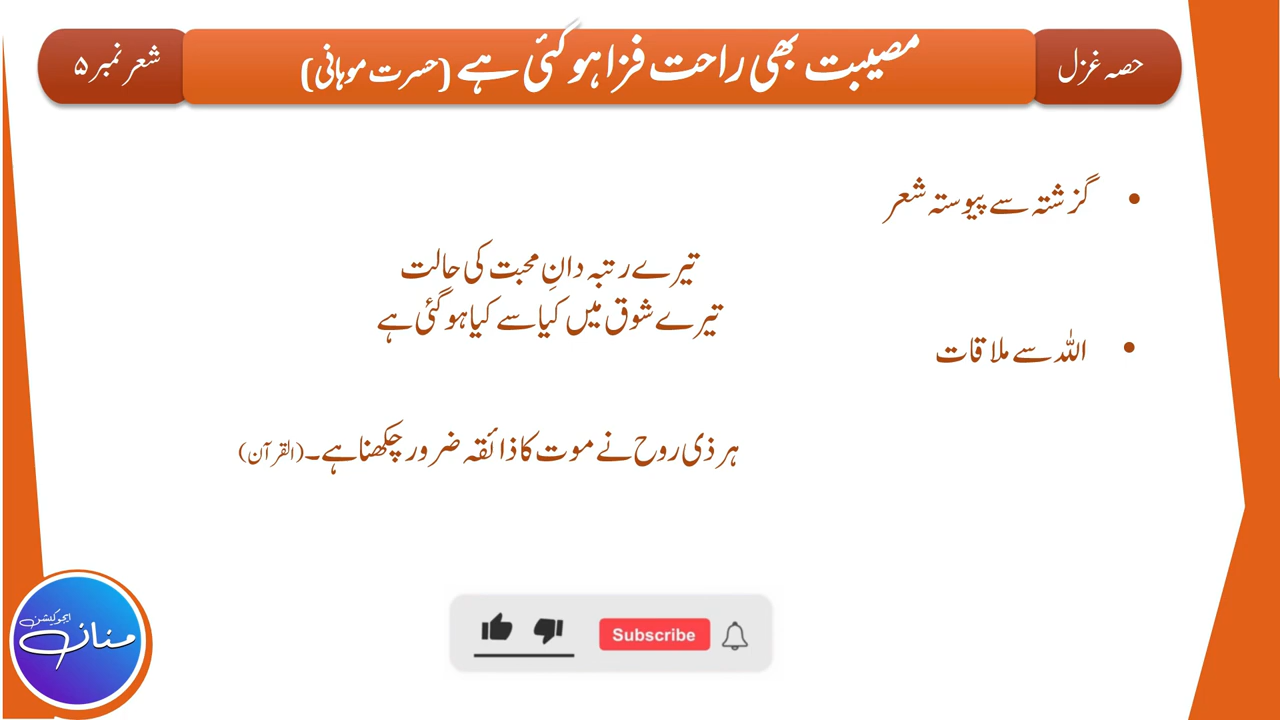 حصہ غزل
مصیبت بھی راحت فزا ہو گئی ہے (حسرت موہانی)
شعر نمبر ۵
• گزشتہ سے پیوستہ شعر
تیرے رتبہ دانِ محبت کی حالت
تیرے شوق میں کیا سے کیا ہو گئی ہے
• اللہ سے ملاقات
ہر ذی روح نے موت کا ذائقہ ضرور چکھنا ہے۔ (القرآن)
ایجوکیشن
منان
Subscribe